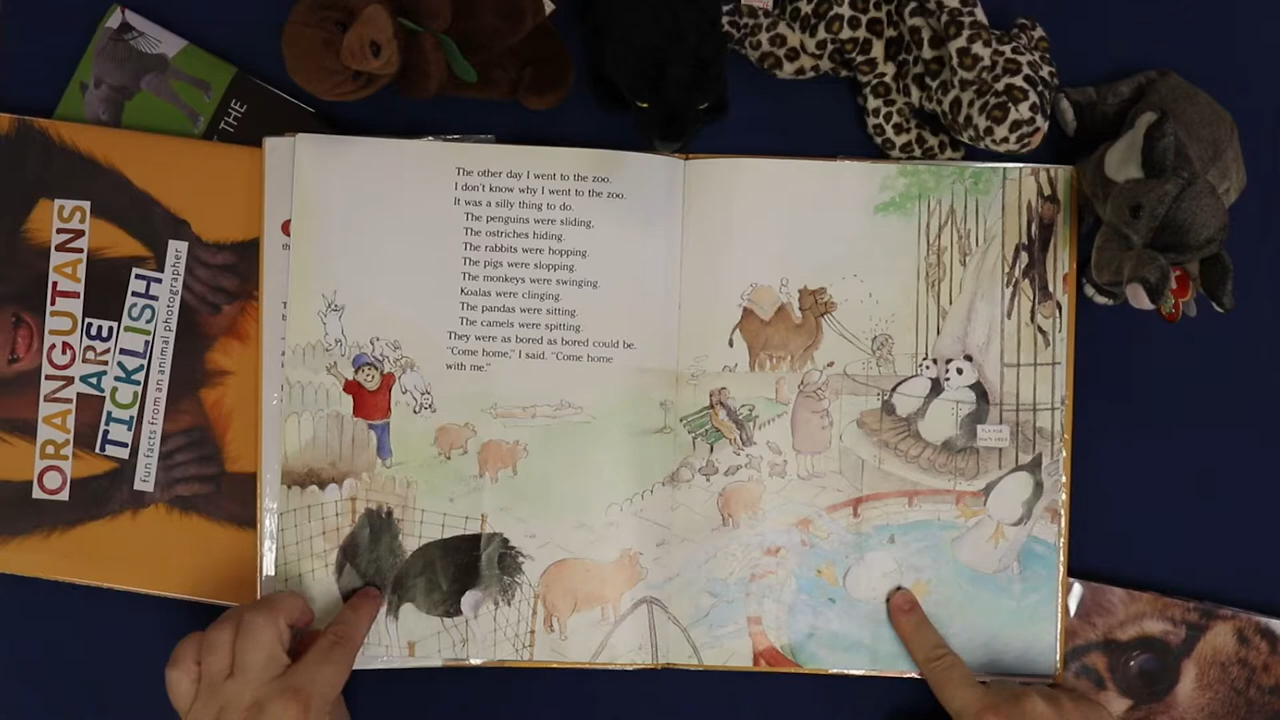 T THE
ORANGUTANS
ARE
TICKLISH
fun facts from an animal photographer
The other day I went to the zoo.
I don't know why I went to the zoo.
It was a silly thing to do.
The penguins were sliding,
The ostriches hiding.
The rabbits were hopping.
The pigs were slopping.
The monkeys were swinging.
Koalas were clinging.
The pandas were sitting.
The camels were spitting.
They were as bored as bored could be.
"Come home," I said. "Come home
with me."
PLEASE
DON'T FEED